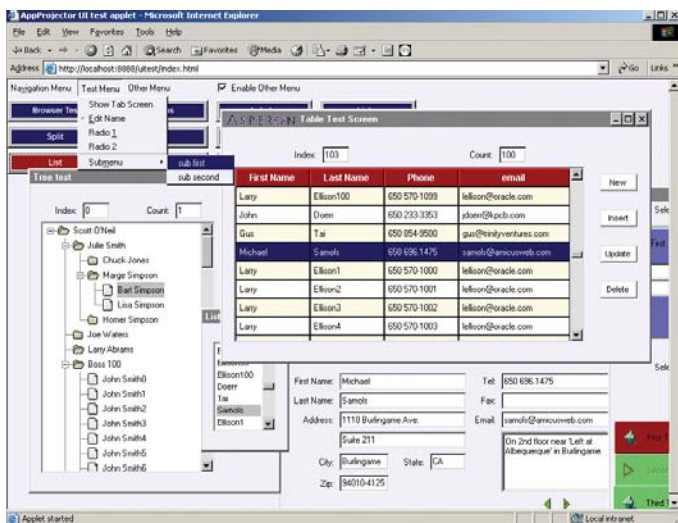 AppProjector UI test applet - Microsoft Internet Explorer
File Edit View Favorites Tools Help
Back Search Favorites Media
Address http://localhost:8888/uitest/index.html Go Links »
Navigation Menu Test Menu Other Menu Enable Other Menu
Show Tab Screen
Edit Name
Radio 1
Radio 2
Submenu
sub first
sub second
Split
List
ASPERON Table Test Screen
Index: 103 Count: 100
First Name Last Name Phone email
Larry Ellison100 650 570-1099 lellison@oracle.com
John Doerr 650 233-3353 jdoerr@kpcb.com
Gus Tai 650 854-9500 gus@trinityventures.com
Michael Samols 650 696.1475 samols@amicusweb.com
Larry Ellison1 650 570-1000 lellison@oracle.com
Larry Ellison2 650 570-1001 lellison@oracle.com
Larry Ellison3 650 570-1002 lellison@oracle.com
Larry Ellison4 650 570-1003 lellison@oracle.com
New
Insert
Update
Delete
Tree test
Index: 0 Count: 1
Scott O'Neil
Julie Smith
Chuck Jones
Marge Simpson
Bart Simpson
Lisa Simpson
Homer Simpson
Joe Waters
Larry Abrams
Boss 100
John Smith0
John Smith1
John Smith2
John Smith3
John Smith4
John Smith5
John Smith6
List
Ellison100
Doerr
Tai
Samols
Ellison1
First Name: Michael Tel: 650 696.1475
Last Name: Samols Fax:
Address: 1110 Burlingame Ave. Email: samols@amicusweb.com
Suite 211
On 2nd floor near 'Left at
Albequerque' in Burlingame.
City: Burlingame State: CA
Zip: 94010-4125
Third
Applet started Local intranet